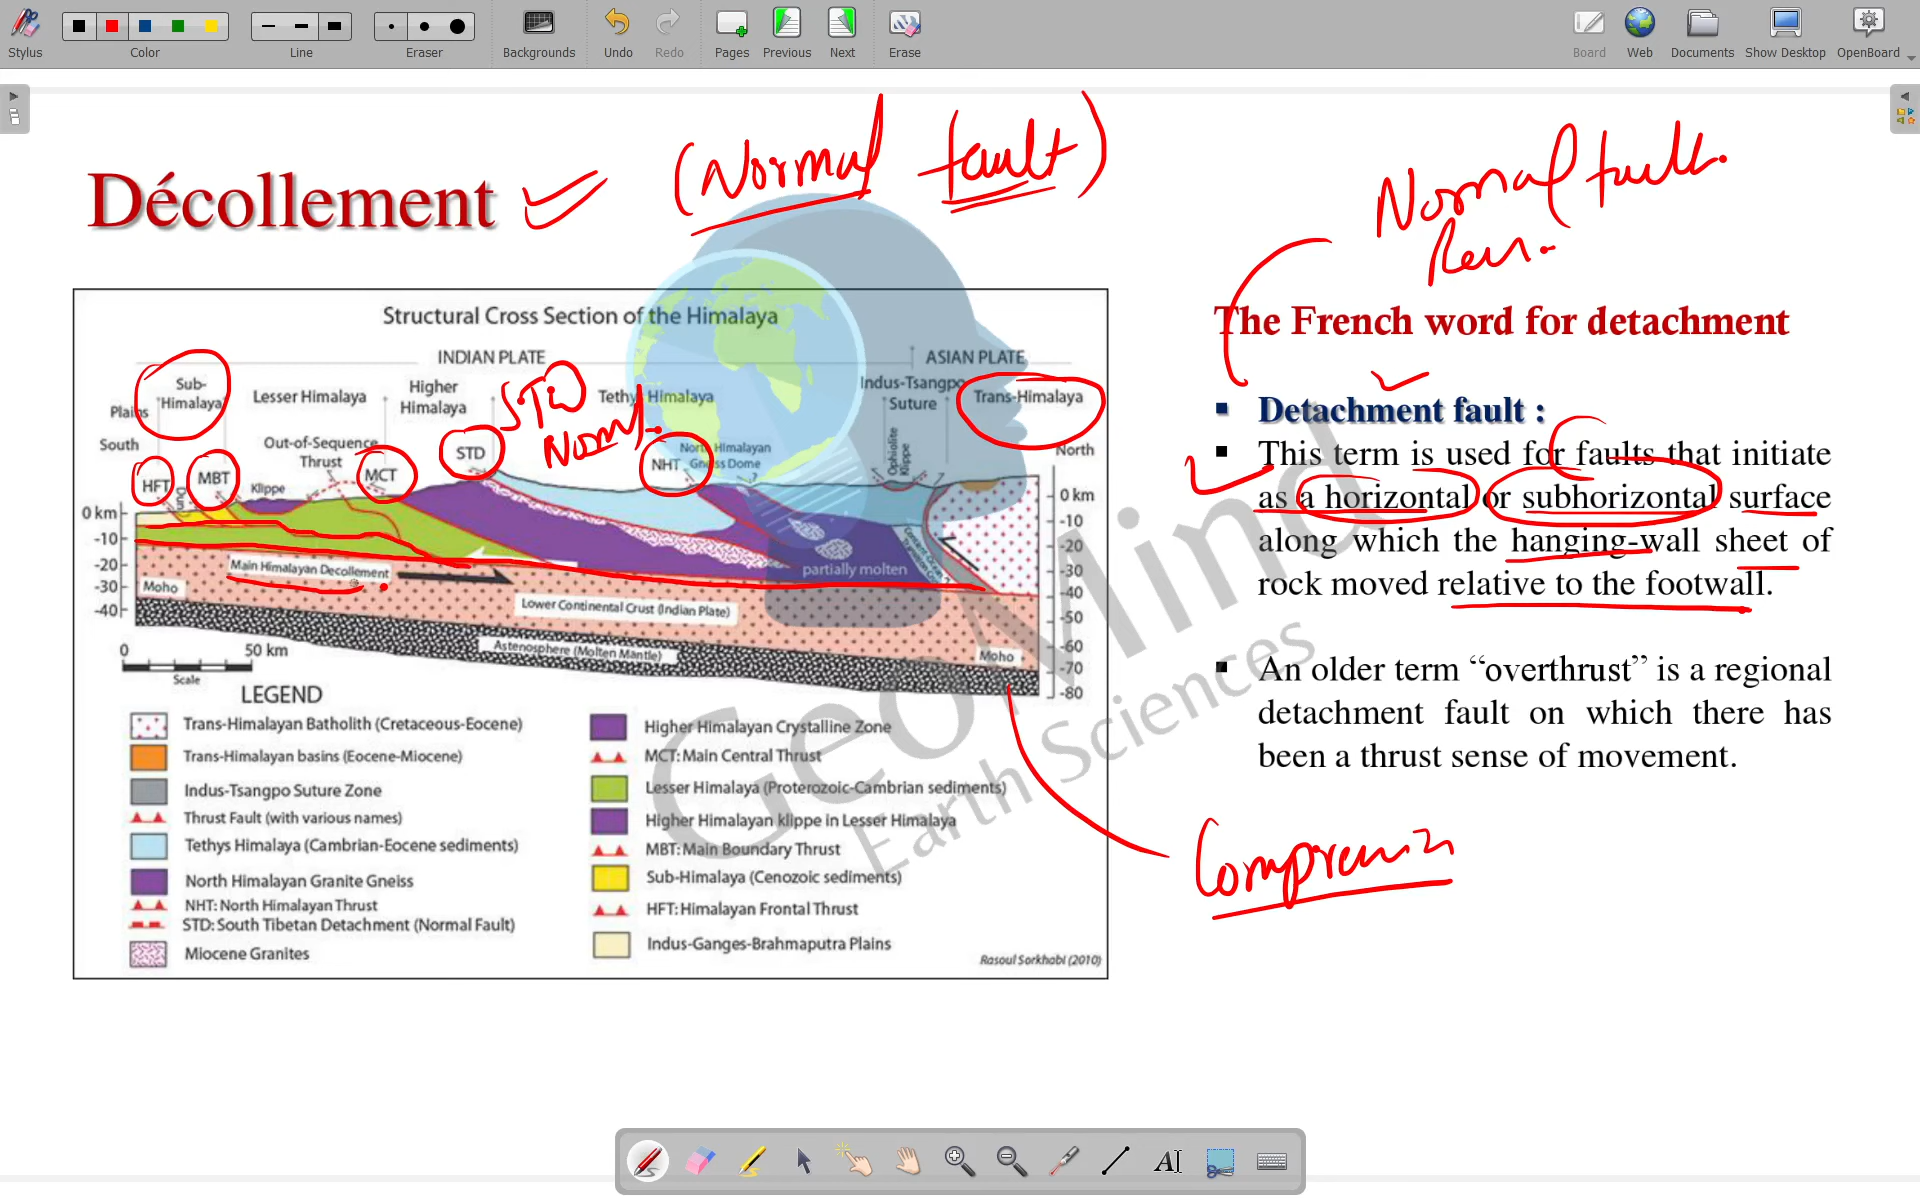 Stylus
Color
Line
Eraser
Backgrounds
Undo
Redo
Pages
Previous
Next
Erase
Board
Web
Documents
Show Desktop
OpenBoard
Décollement
(Normal fault)
Normal fault.
Rev.
Structural Cross Section of the Himalaya
INDIAN PLATE
ASIAN PLATE
Plains
Sub-
Himalaya
Lesser Himalaya
Higher
Himalaya
Tethys Himalaya
Indus-Tsangpo
Suture
Trans-Himalaya
South
North
STD
Norml.
HFT
Dun
MBT
Klippe
Out-of-Sequence
Thrust
MCT
STD
NHT
North Himalayan
Gneiss Dome
Ophiolite
Klippe
0 km
-10
-20
-30
-40
0 km
-10
-20
-30
-40
-50
-60
-70
-80
Main Himalayan Decollement
partially molten
Moho
Lower Continental Crust (Indian Plate)
Astenosphere (Molten Mantle)
Moho
0
50 km
Scale
LEGEND
Trans-Himalayan Batholith (Cretaceous-Eocene)
Trans-Himalayan basins (Eocene-Miocene)
Indus-Tsangpo Suture Zone
Thrust Fault (with various names)
Tethys Himalaya (Cambrian-Eocene sediments)
North Himalayan Granite Gneiss
NHT: North Himalayan Thrust
STD: South Tibetan Detachment (Normal Fault)
Miocene Granites
Higher Himalayan Crystalline Zone
MCT: Main Central Thrust
Lesser Himalaya (Proterozoic-Cambrian sediments)
Higher Himalayan klippe in Lesser Himalaya
MBT: Main Boundary Thrust
Sub-Himalaya (Cenozoic sediments)
HFT: Himalayan Frontal Thrust
Indus-Ganges-Brahmaputra Plains
Rasoul Sorkhabi (2010)
The French word for detachment
Detachment fault :
This term is used for faults that initiate
as a horizontal or subhorizontal surface
along which the hanging-wall sheet of
rock moved relative to the footwall.
An older term “overthrust” is a regional
detachment fault on which there has
been a thrust sense of movement.
GeoMind
Earth Sciences